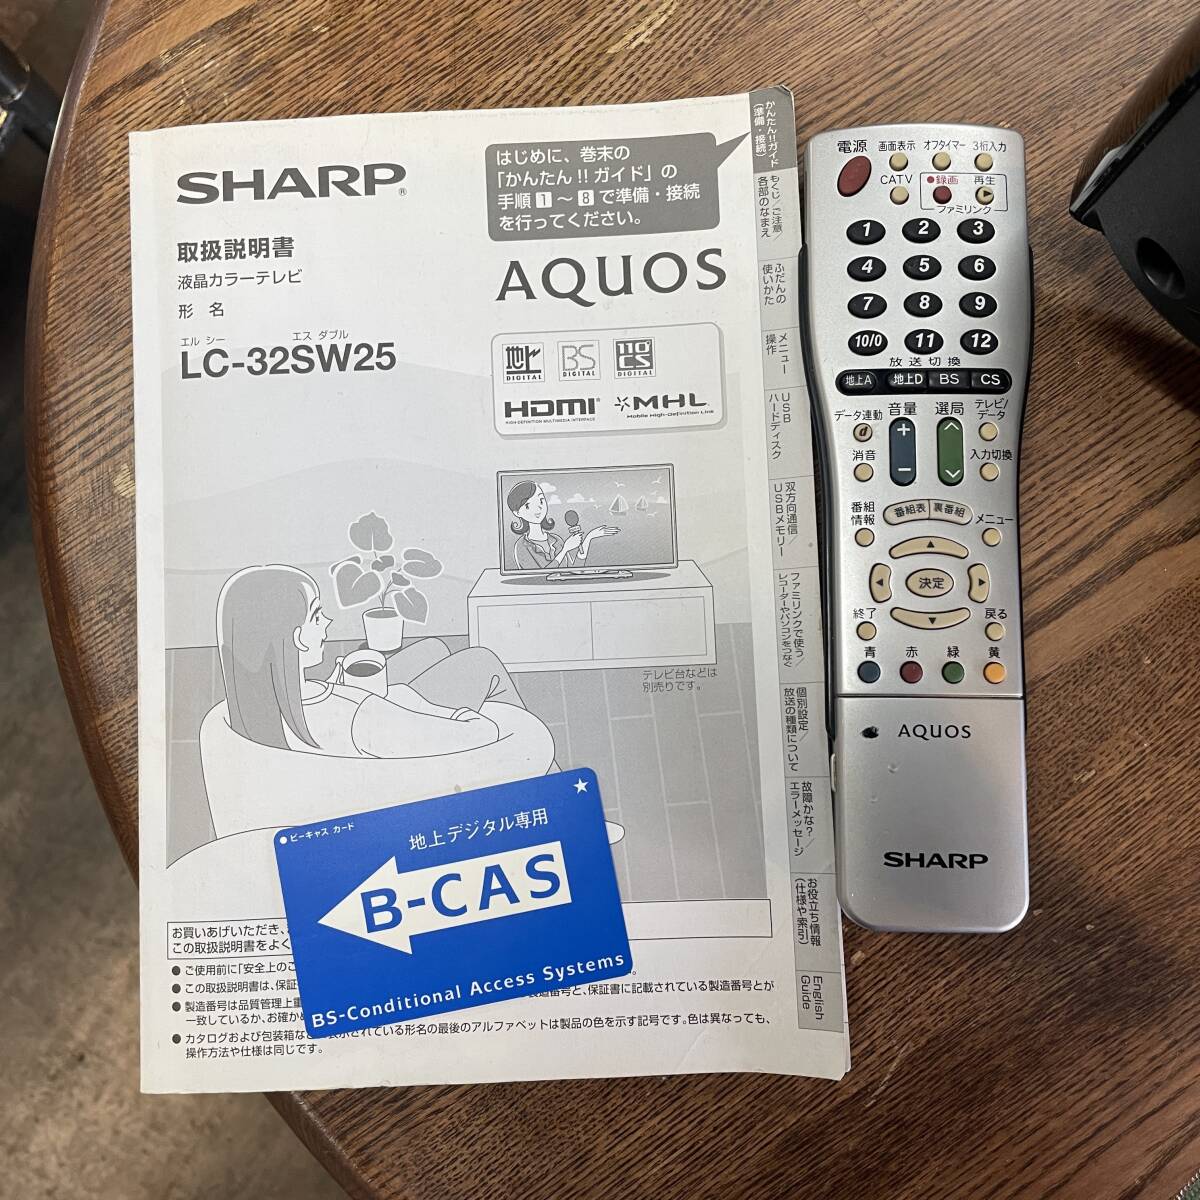 SHARP®
取扱説明書
液晶カラーテレビ
形 名
エル シー エス ダブル
LC-32SW25
はじめに、巻末の
「かんたん!!ガイド」の
手順1～8で準備・接続
を行ってください。
AQUOS
地デジ
DIGITAL
BS
DIGITAL
110°CS
DIGITAL
HDMI®
HIGH-DEFINITION MULTIMEDIA INTERFACE
MHL
Mobile High-Definition Link
テレビ台などは
別売りです。
かんたん!!ガイド
(準備・接続)
もくじ/ご注意/
各部のなまえ
ふだんの
使いかた
メニュー
操作
USB
ハードディスク
双方向通信/
USBメモリー
ファミリンクで使う/
レコーダーやパソコンをつなぐ
個別設定/
放送の種類について
故障かな?/
エラーメッセージ
お役立ち情報
(仕様や索引)
English
Guide
ビーキャス カード
地上デジタル専用
★
B-CAS
BS-Conditional Access Systems
お買いあげいただき、
この取扱説明書をよく
● ご使用前に「安全上のご
● この取扱説明書は、保証
● 製造番号は品質管理上重
製造番号と、保証書に記載されている製造番号とが
一致しているか、お確か
● カタログおよび包装箱な
表示されている形名の最後のアルファベットは製品の色を示す記号です。色は異なっても、
操作方法や仕様は同じです。
電源 画面表示 オフタイマー 3桁入力
CATV ●録画 再生
ファミリンク
1 2 3
4 5 6
7 8 9
10/0 11 12
放送切換
地上A 地上D BS CS
データ連動 音量 選局 テレビ/
データ
d + ∧
消音 入力切換
− ∨
番組
情報 番組表 裏番組 メニュー
▲
◀ 決定 ▶
▼
終了 戻る
青 赤 緑 黄
AQUOS
SHARP